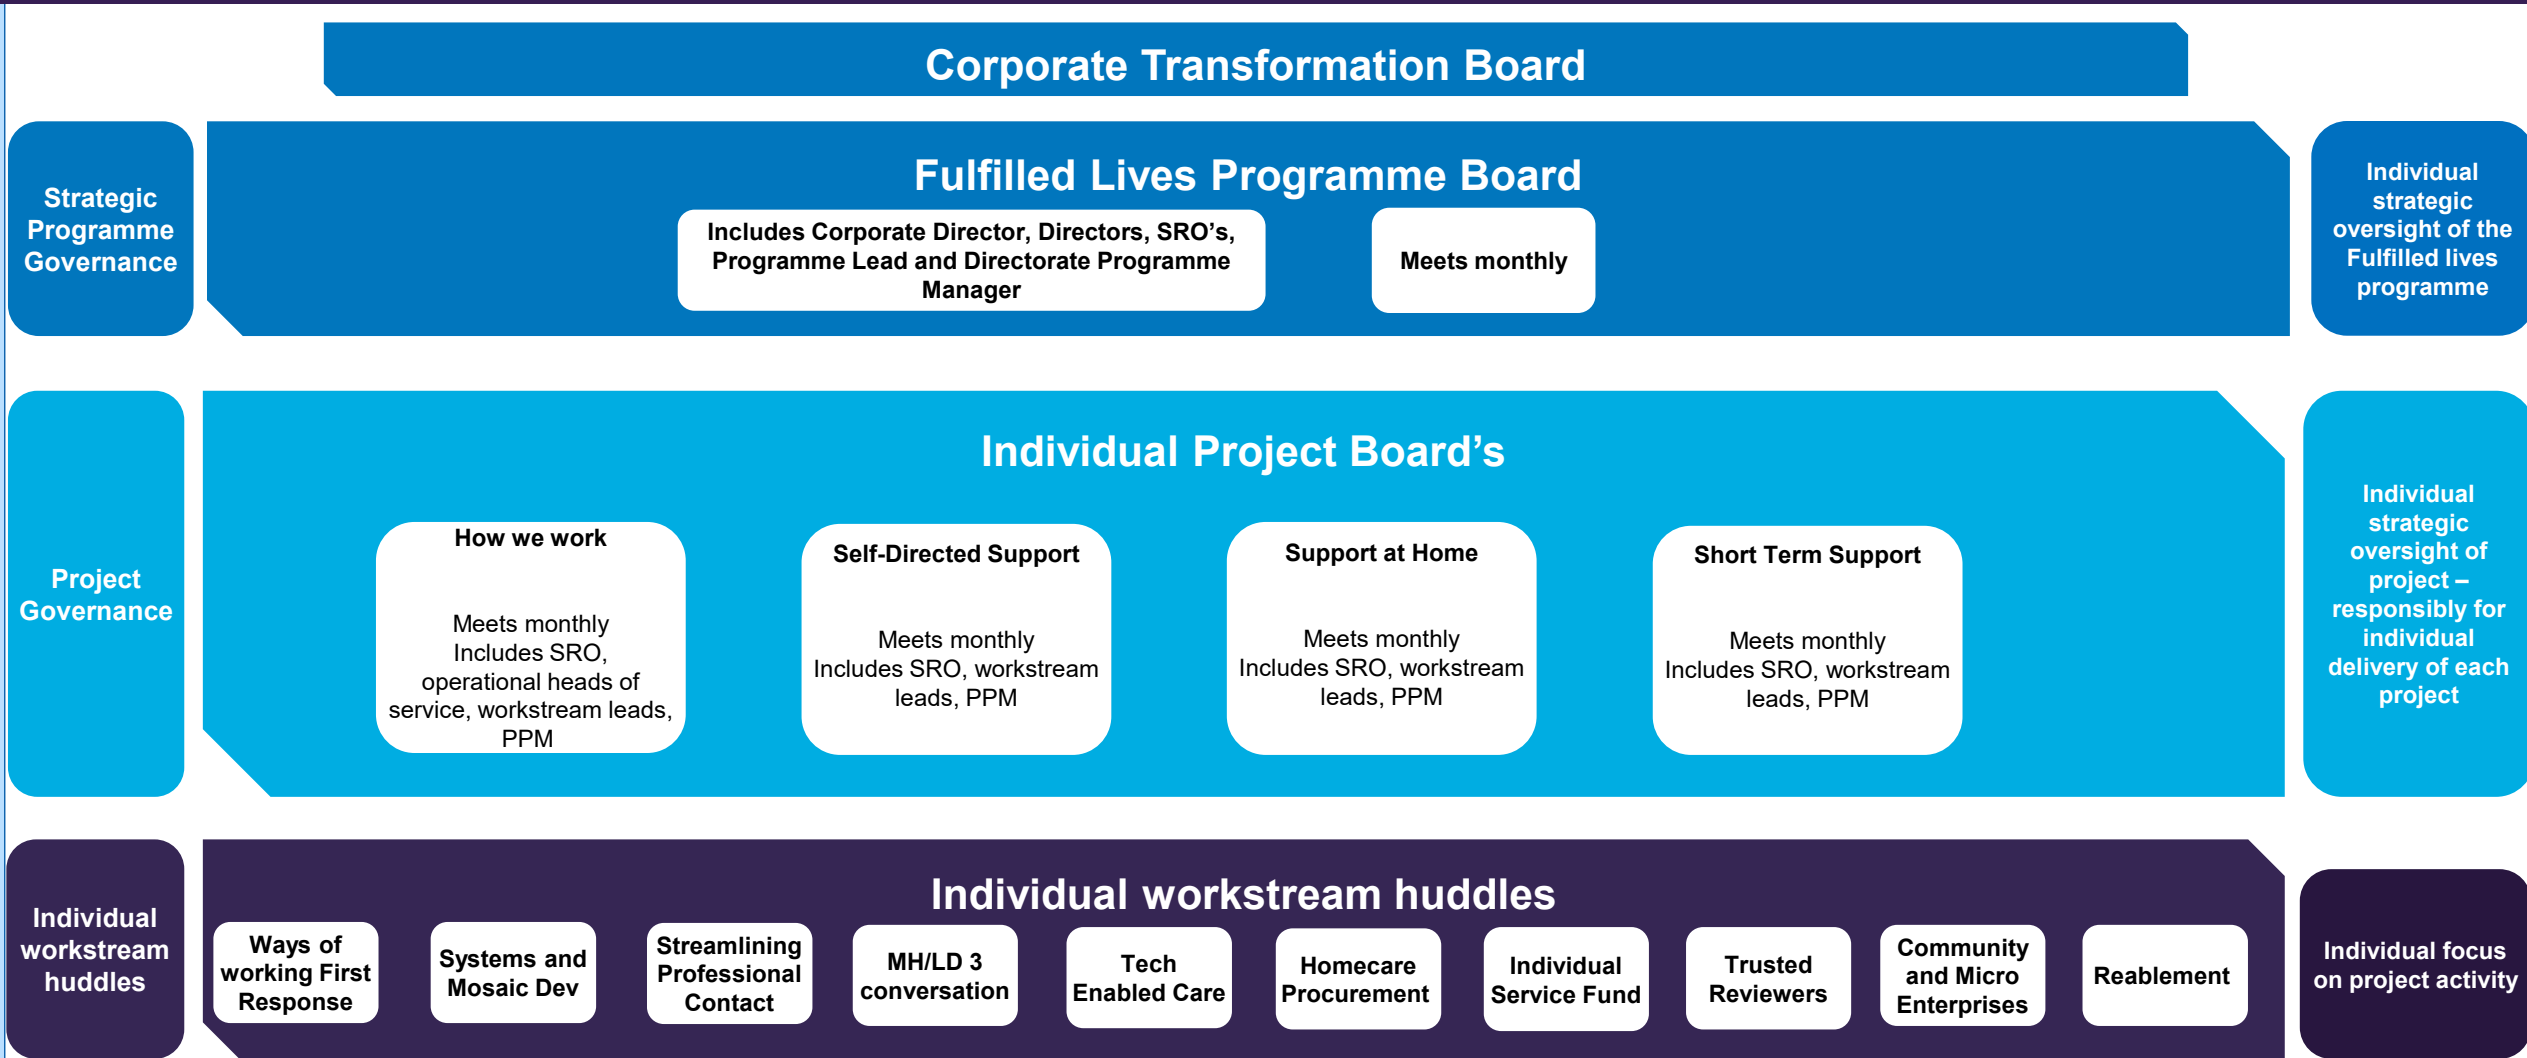 Corporate Transformation Board
Strategic
Programme
Governance
Fulfilled Lives Programme Board
Includes Corporate Director, Directors, SRO's,
Programme Lead and Directorate Programme
Manager
Meets monthly
Individual
strategic
oversight of the
Fulfilled lives
programme
Project
Governance
Individual Project Board’s
How we work
Meets monthly
Includes SRO,
operational heads of
service, workstream leads,
PPM
Self-Directed Support
Meets monthly
Includes SRO, workstream
leads, PPM
Support at Home
Meets monthly
Includes SRO, workstream
leads, PPM
Short Term Support
Meets monthly
Includes SRO, workstream
leads, PPM
Individual
strategic
oversight of
project –
responsibly for
individual
delivery of each
project
Individual
workstream
huddles
Individual workstream huddles
Ways of
working First
Response
Systems and
Mosaic Dev
Streamlining
Professional
Contact
MH/LD 3
conversation
Tech
Enabled Care
Homecare
Procurement
Individual
Service Fund
Trusted
Reviewers
Community
and Micro
Enterprises
Reablement
Individual focus
on project activity